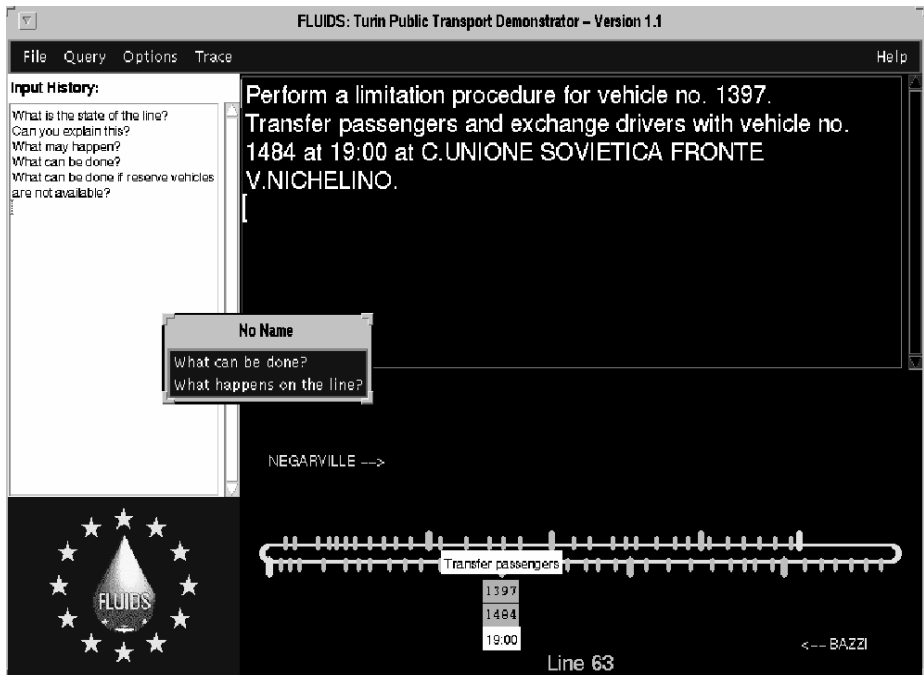 FLUIDS: Turin Public Transport Demonstrator – Version 1.1
File Query Options Trace Help
Input History:
What is the state of the line?
Can you explain this?
What may happen?
What can be done?
What can be done if reserve vehicles
are not available?
Perform a limitation procedure for vehicle no. 1397.
Transfer passengers and exchange drivers with vehicle no.
1484 at 19:00 at C.UNIONE SOVIETICA FRONTE
V.NICHELINO.
No Name
What can be done?
What happens on the line?
NEGARVILLE -->
Transfer passengers
1397
1484
19:00
<-- BAZZI
Line 63
FLUIDS